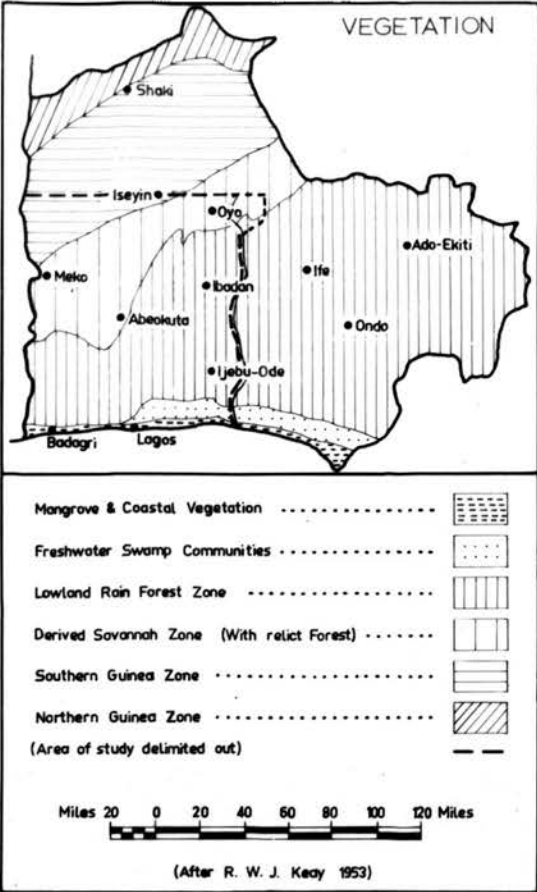 VEGETATION
Shaki
Iseyin
Oyo
Ado-Ekiti
Meko
Ibadan
Ife
Abeokuta
Ondo
Ijebu-Ode
Badagri
Lagos
Mangrove & Coastal Vegetation
Freshwater Swamp Communities
Lowland Rain Forest Zone
Derived Savannah Zone (With relict Forest)
Southern Guinea Zone
Northern Guinea Zone
(Area of study delimited out)
Miles 20 0 20 40 60 80 100 120 Miles
(After R. W. J. Keay 1953)